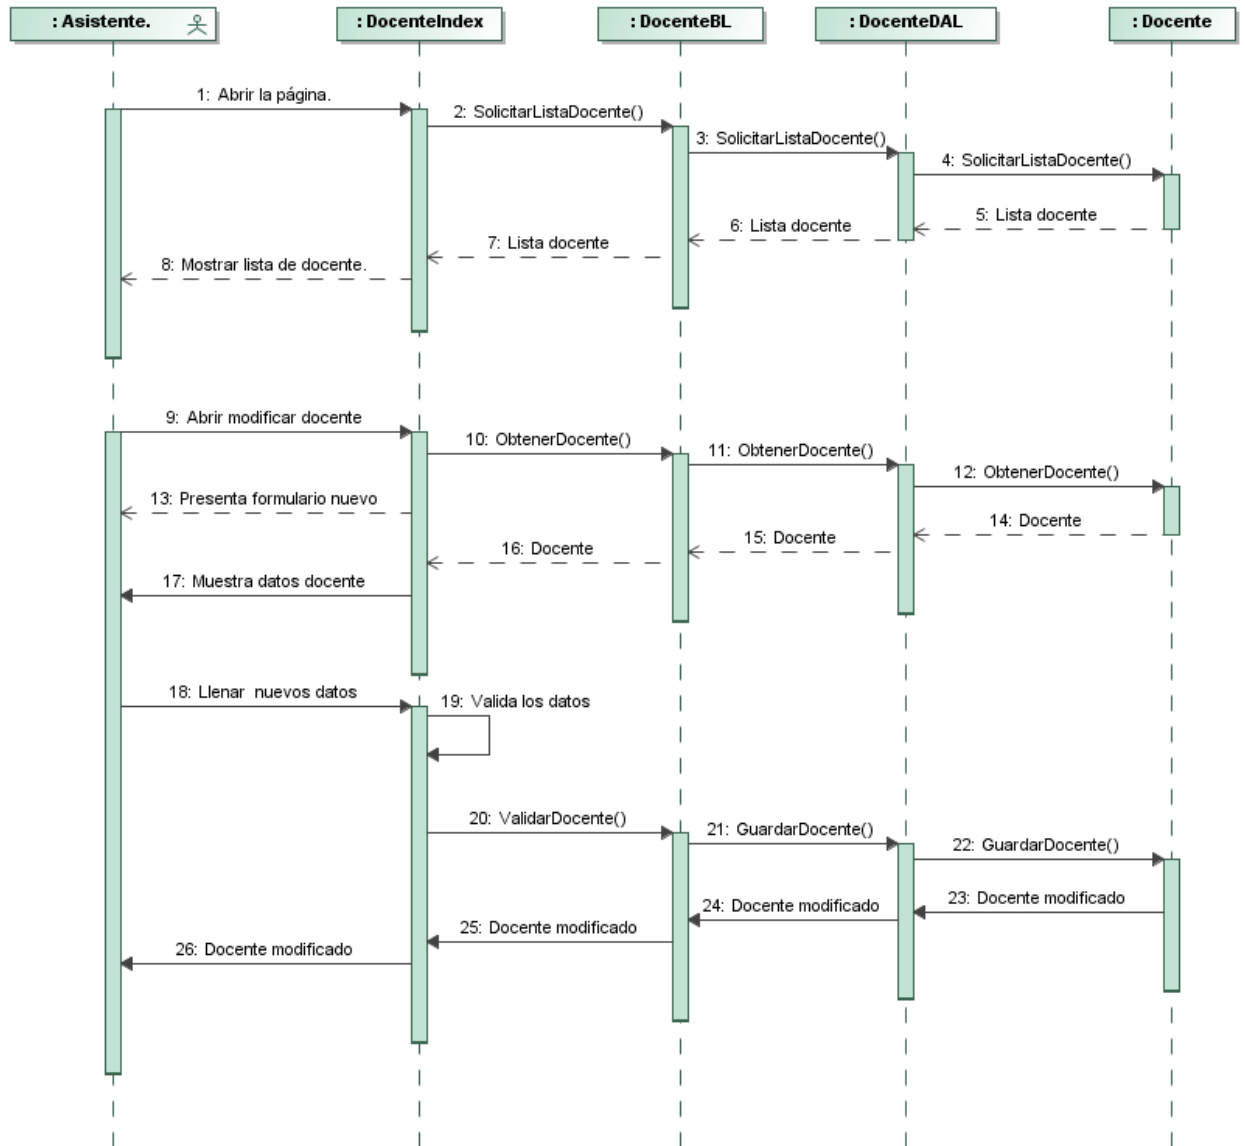 : Asistente.
: DocenteIndex
: DocenteBL
: DocenteDAL
: Docente
1: Abrir la página.
2: SolicitarListaDocente()
3: SolicitarListaDocente()
4: SolicitarListaDocente()
5: Lista docente
6: Lista docente
7: Lista docente
8: Mostrar lista de docente.
9: Abrir modificar docente
10: ObtenerDocente()
11: ObtenerDocente()
12: ObtenerDocente()
13: Presenta formulario nuevo
14: Docente
15: Docente
16: Docente
17: Muestra datos docente
18: Llenar  nuevos datos
19: Valida los datos
20: ValidarDocente()
21: GuardarDocente()
22: GuardarDocente()
23: Docente modificado
24: Docente modificado
25: Docente modificado
26: Docente modificado